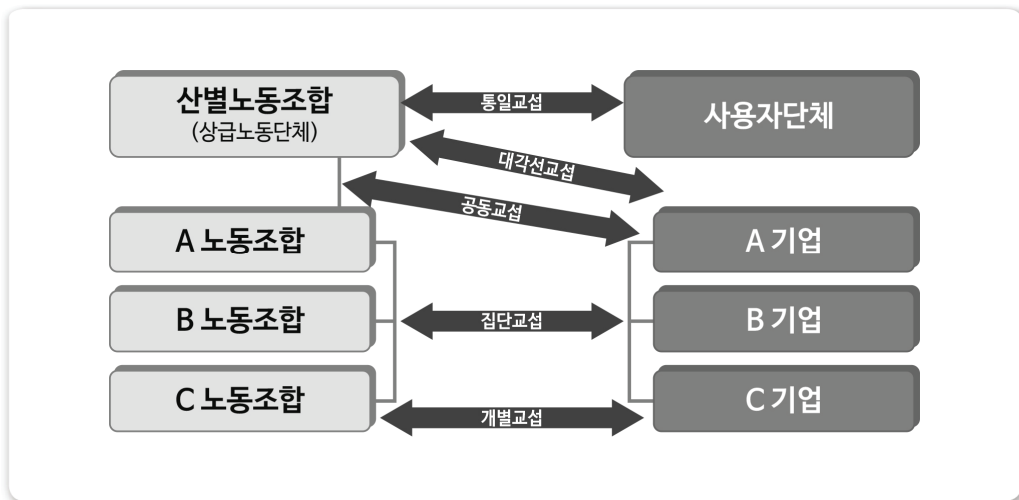 산별노동조합
(상급노동단체)
통일교섭
사용자단체
대각선교섭
공동교섭
A 노동조합
A 기업
B 노동조합
집단교섭
B 기업
C 노동조합
개별교섭
C 기업